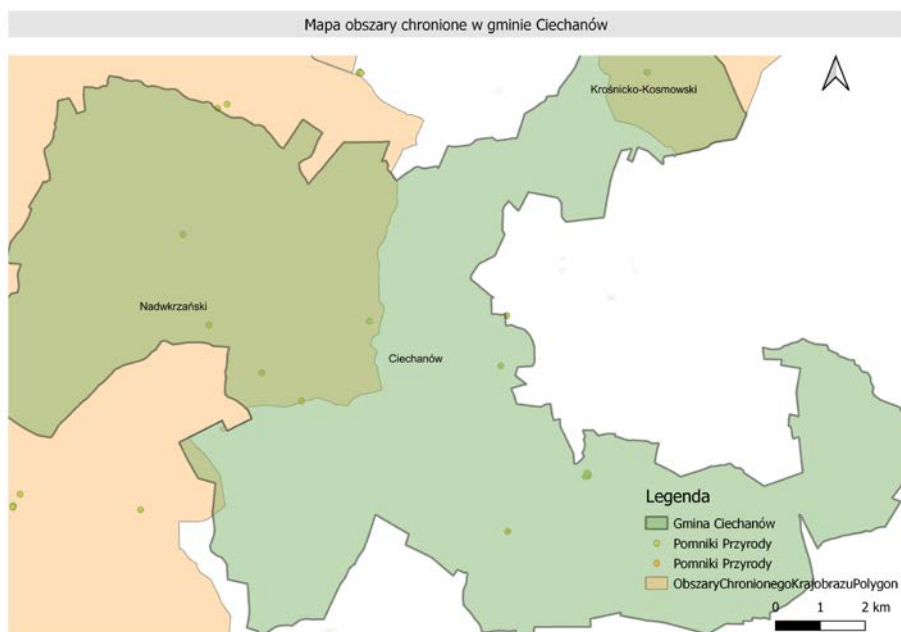 Mapa obszary chronione w gminie Ciechanów
Krośnicko-Kosmowski
Nadwkrzański
Ciechanów
Legenda
Gmina Ciechanów
Pomniki Przyrody
Pomniki Przyrody
ObszaryChronionegoKrajobrazuPolygon
0 1 2 km